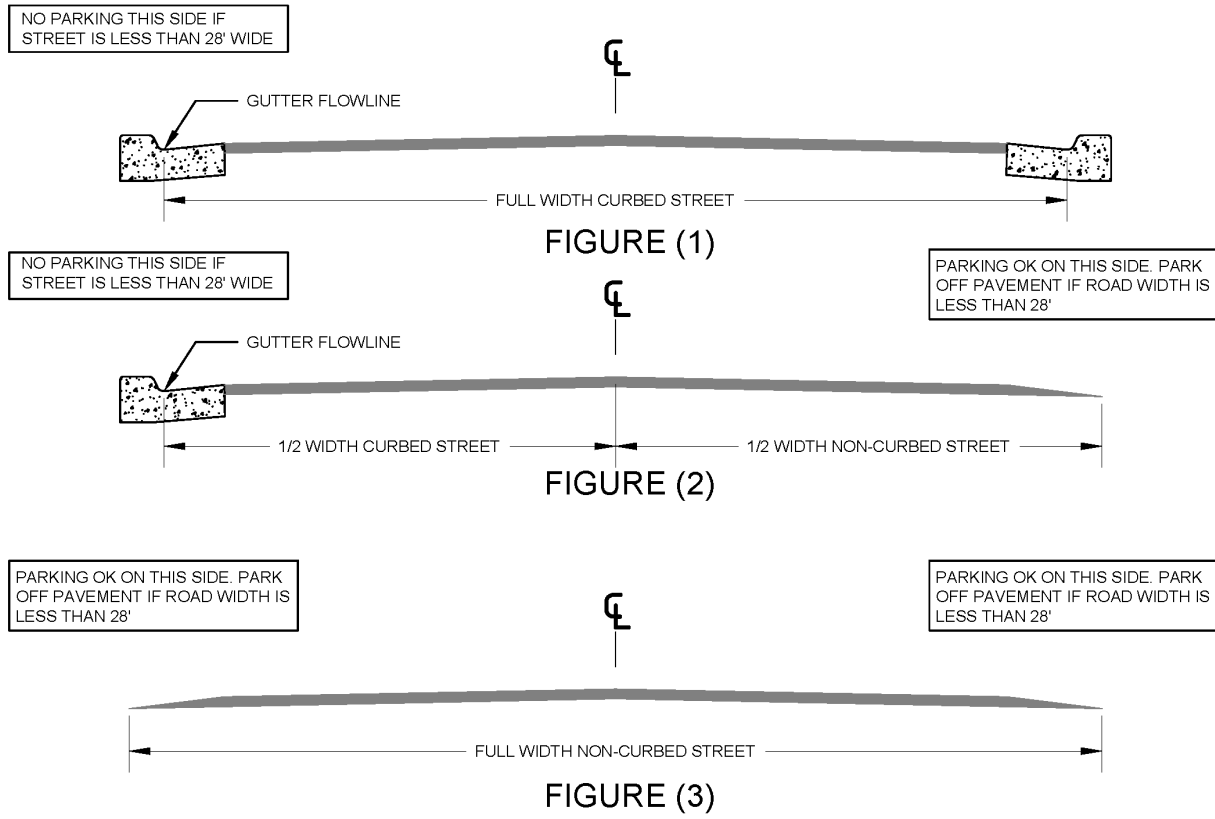 NO PARKING THIS SIDE IF
STREET IS LESS THAN 28' WIDE
℄
GUTTER FLOWLINE
FULL WIDTH CURBED STREET
FIGURE (1)
NO PARKING THIS SIDE IF
STREET IS LESS THAN 28' WIDE
PARKING OK ON THIS SIDE. PARK
OFF PAVEMENT IF ROAD WIDTH IS
LESS THAN 28'
℄
GUTTER FLOWLINE
1/2 WIDTH CURBED STREET
1/2 WIDTH NON-CURBED STREET
FIGURE (2)
PARKING OK ON THIS SIDE. PARK
OFF PAVEMENT IF ROAD WIDTH IS
LESS THAN 28'
PARKING OK ON THIS SIDE. PARK
OFF PAVEMENT IF ROAD WIDTH IS
LESS THAN 28'
℄
FULL WIDTH NON-CURBED STREET
FIGURE (3)